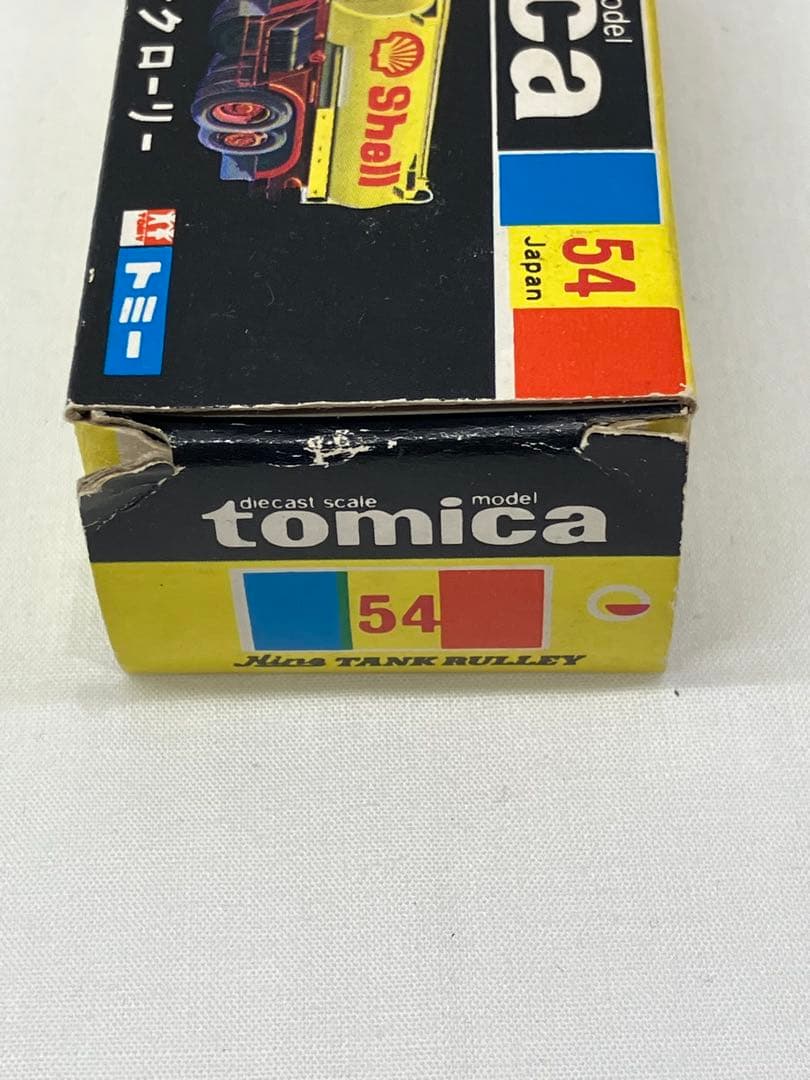 model
ca
54
Japan
Shell
クローリー
TOMY
トミー
diecast scale model
tomica
54
Hino TANK RULLEY